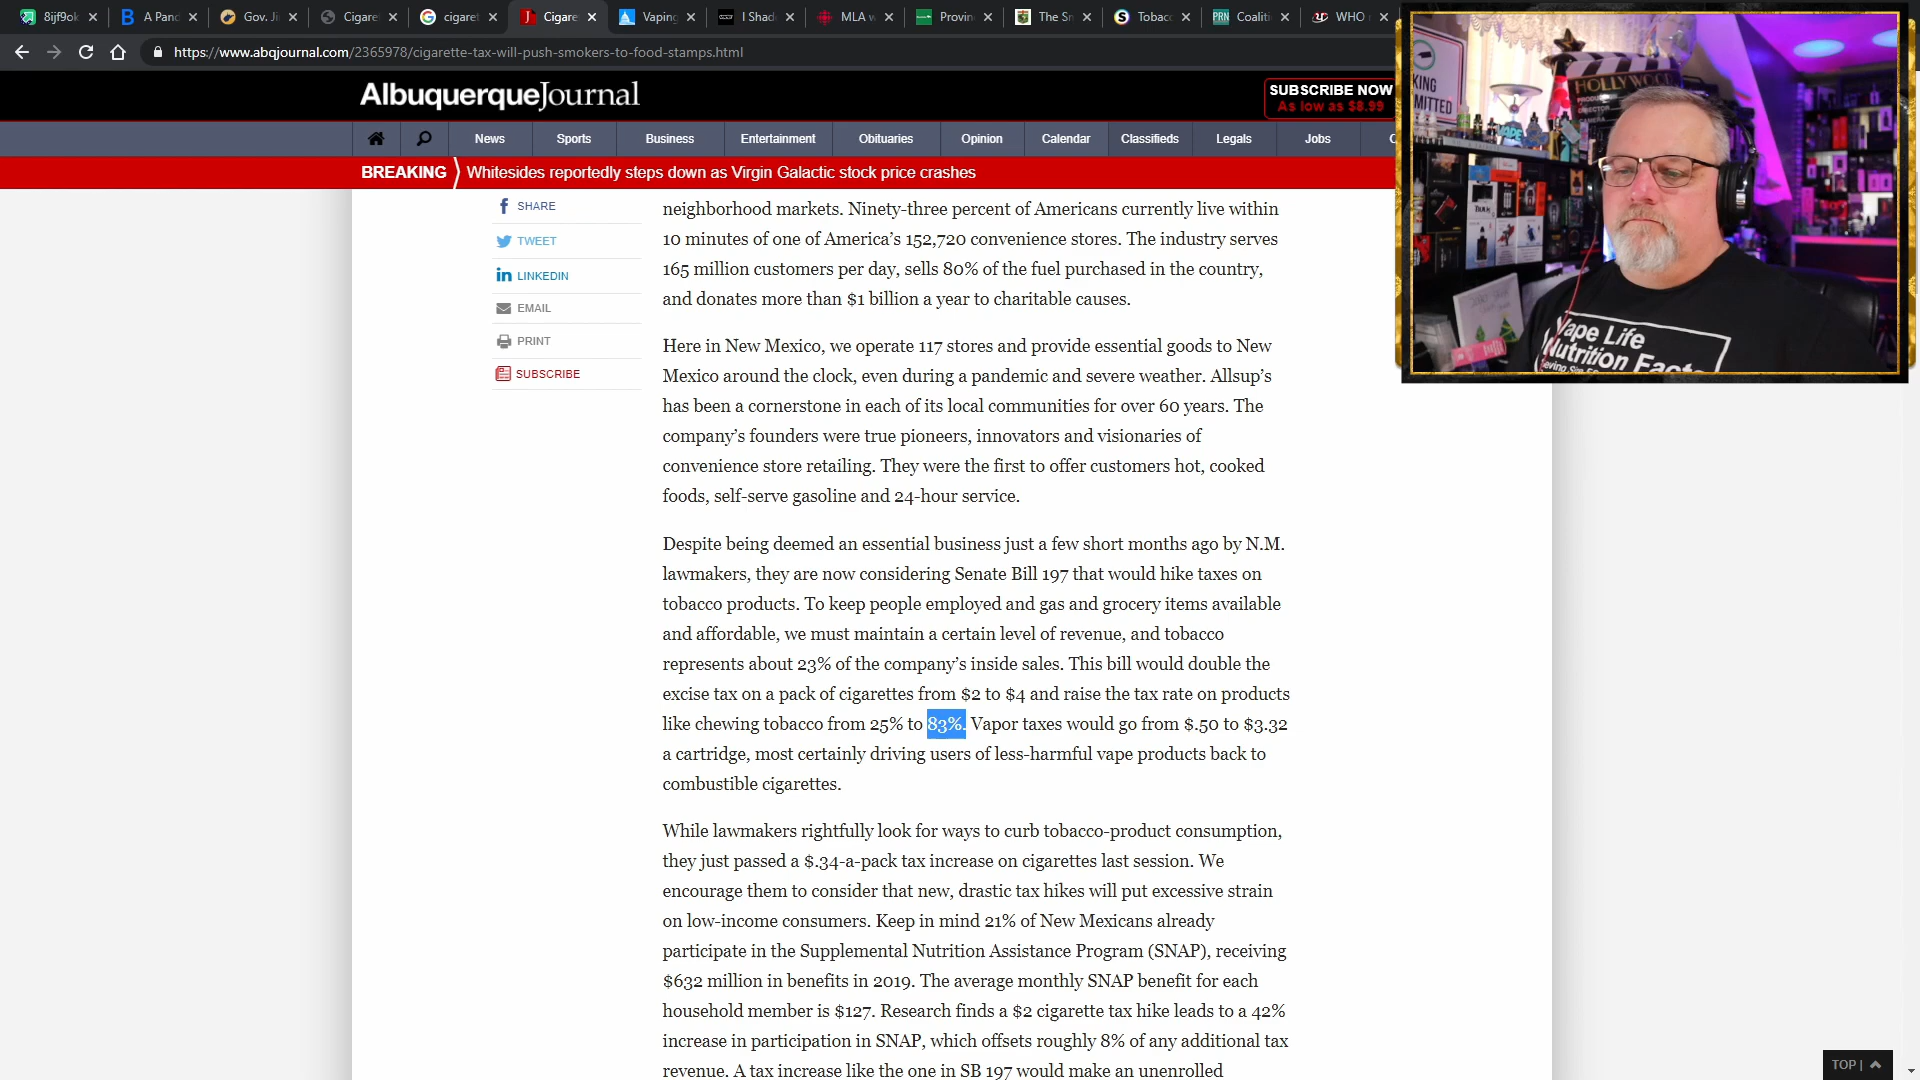 8ijf9ok
A Panc
Gov. Ji
Cigare
cigaret
Cigare
Vaping
I Shad
MLA w
Provin
The Sn
Tobacc
Coaliti
WHO
https://www.abqjournal.com/2365978/cigarette-tax-will-push-smokers-to-food-stamps.html
AlbuquerqueJournal
SUBSCRIBE NOW
As low as $8.99
News
Sports
Business
Entertainment
Obituaries
Opinion
Calendar
Classifieds
Legals
Jobs
BREAKING
Whitesides reportedly steps down as Virgin Galactic stock price crashes
SHARE
TWEET
LINKEDIN
EMAIL
PRINT
SUBSCRIBE
neighborhood markets. Ninety-three percent of Americans currently live within
10 minutes of one of America's 152,720 convenience stores. The industry serves
165 million customers per day, sells 80% of the fuel purchased in the country,
and donates more than $1 billion a year to charitable causes.
Here in New Mexico, we operate 117 stores and provide essential goods to New
Mexico around the clock, even during a pandemic and severe weather. Allsup's
has been a cornerstone in each of its local communities for over 60 years. The
company's founders were true pioneers, innovators and visionaries of
convenience store retailing. They were the first to offer customers hot, cooked
foods, self-serve gasoline and 24-hour service.
Despite being deemed an essential business just a few short months ago by N.M.
lawmakers, they are now considering Senate Bill 197 that would hike taxes on
tobacco products. To keep people employed and gas and grocery items available
and affordable, we must maintain a certain level of revenue, and tobacco
represents about 23% of the company's inside sales. This bill would double the
excise tax on a pack of cigarettes from $2 to $4 and raise the tax rate on products
like chewing tobacco from 25% to 83%. Vapor taxes would go from $.50 to $3.32
a cartridge, most certainly driving users of less-harmful vape products back to
combustible cigarettes.
While lawmakers rightfully look for ways to curb tobacco-product consumption,
they just passed a $.34-a-pack tax increase on cigarettes last session. We
encourage them to consider that new, drastic tax hikes will put excessive strain
on low-income consumers. Keep in mind 21% of New Mexicans already
participate in the Supplemental Nutrition Assistance Program (SNAP), receiving
$632 million in benefits in 2019. The average monthly SNAP benefit for each
household member is $127. Research finds a $2 cigarette tax hike leads to a 42%
increase in participation in SNAP, which offsets roughly 8% of any additional tax
revenue. A tax increase like the one in SB 197 would make an unenrolled
TOP |
KING
MITTED
HOLLYWOOD
DIRECTOR
CAMERA
VAPE
Vape Life
Nutrition Facts